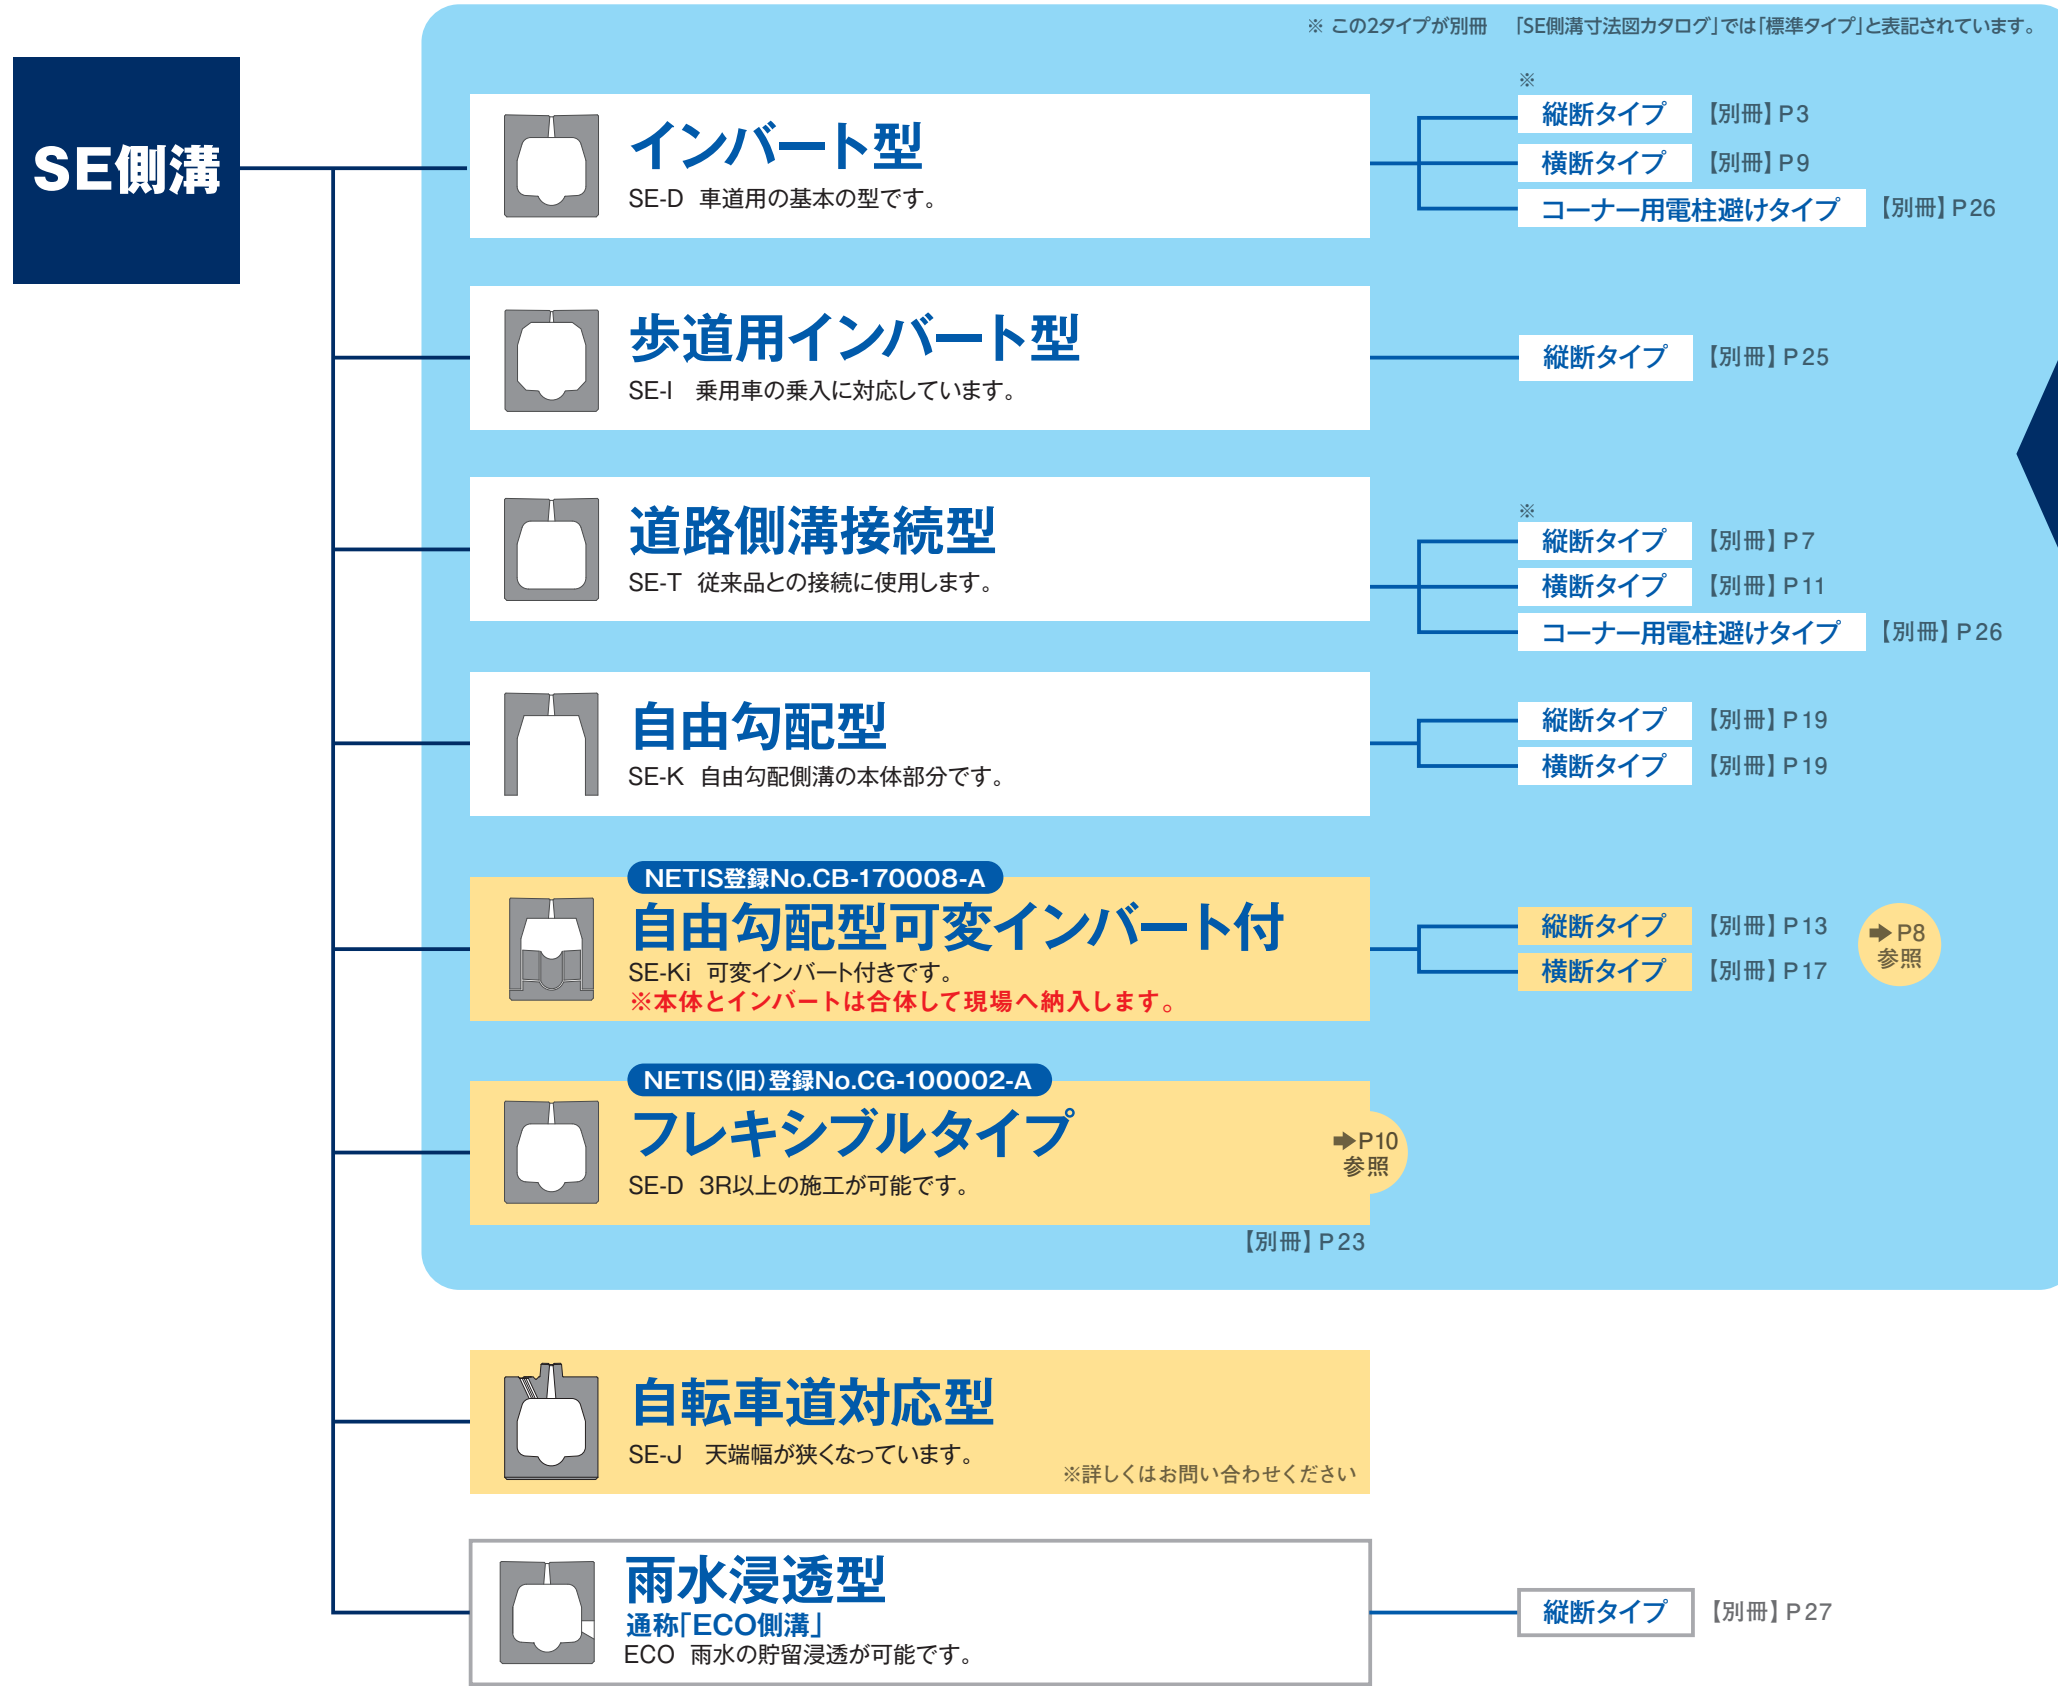 ※ この2タイプが別冊 「SE側溝寸法図カタログ」では「標準タイプ」と表記されています。
SE側溝
インバート型
SE-D 車道用の基本の型です。
※
縦断タイプ 【別冊】P3
横断タイプ 【別冊】P9
コーナー用電柱避けタイプ 【別冊】P26
歩道用インバート型
SE-I 乗用車の乗入に対応しています。
縦断タイプ 【別冊】P25
道路側溝接続型
SE-T 従来品との接続に使用します。
※
縦断タイプ 【別冊】P7
横断タイプ 【別冊】P11
コーナー用電柱避けタイプ 【別冊】P26
自由勾配型
SE-K 自由勾配側溝の本体部分です。
縦断タイプ 【別冊】P19
横断タイプ 【別冊】P19
NETIS登録No.CB-170008-A
自由勾配型可変インバート付
SE-Ki 可変インバート付きです。
※本体とインバートは合体して現場へ納入します。
縦断タイプ 【別冊】P13
横断タイプ 【別冊】P17
➡P8
参照
NETIS(旧)登録No.CG-100002-A
フレキシブルタイプ
SE-D 3R以上の施工が可能です。
➡P10
参照
【別冊】P23
自転車道対応型
SE-J 天端幅が狭くなっています。
※詳しくはお問い合わせください
雨水浸透型
通称「ECO側溝」
ECO 雨水の貯留浸透が可能です。
縦断タイプ 【別冊】P27